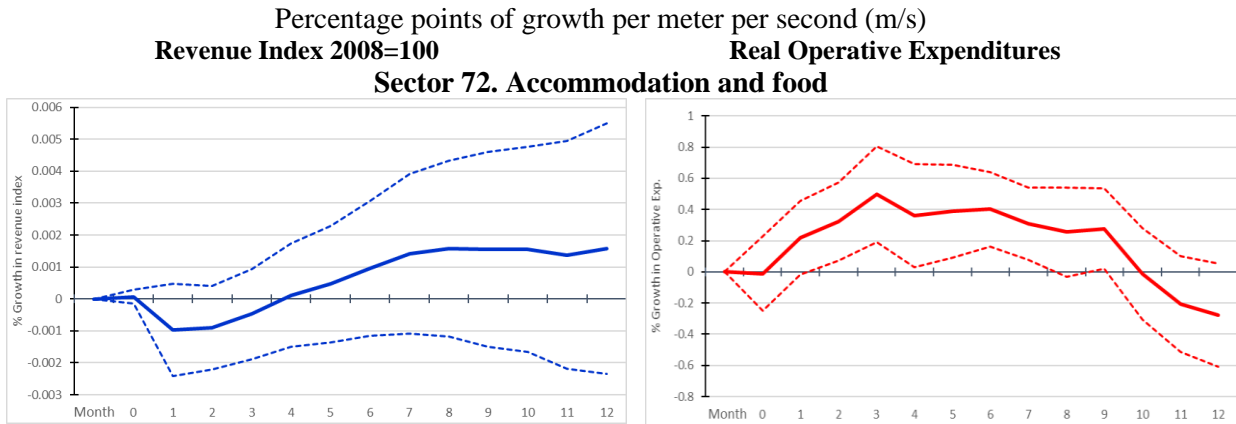 Percentage points of growth per meter per second (m/s)
Revenue Index 2008=100 Real Operative Expenditures
Sector 72. Accommodation and food
% Growth in revenue index
0.006
0.005
0.004
0.003
0.002
0.001
0
-0.001
-0.002
-0.003
Month 0 1 2 3 4 5 6 7 8 9 10 11 12
% Growth in Operative Exp.
1
0.8
0.6
0.4
0.2
0
-0.2
-0.4
-0.6
-0.8
Month 0 1 2 3 4 5 6 7 8 9 10 11 12